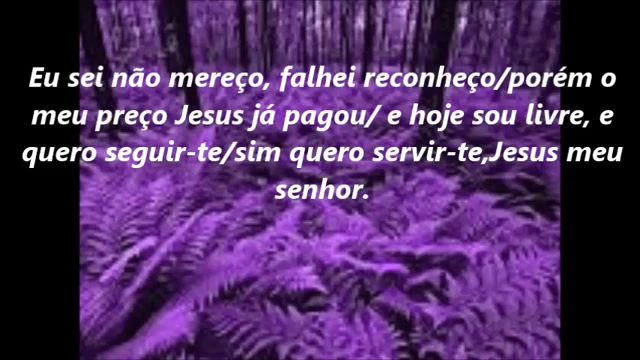 Eu sei não mereço, falhei reconheço/porém o
meu preço Jesus já pagou/ e hoje sou livre, e
quero seguir-te/sim quero servir-te,Jesus meu
senhor.